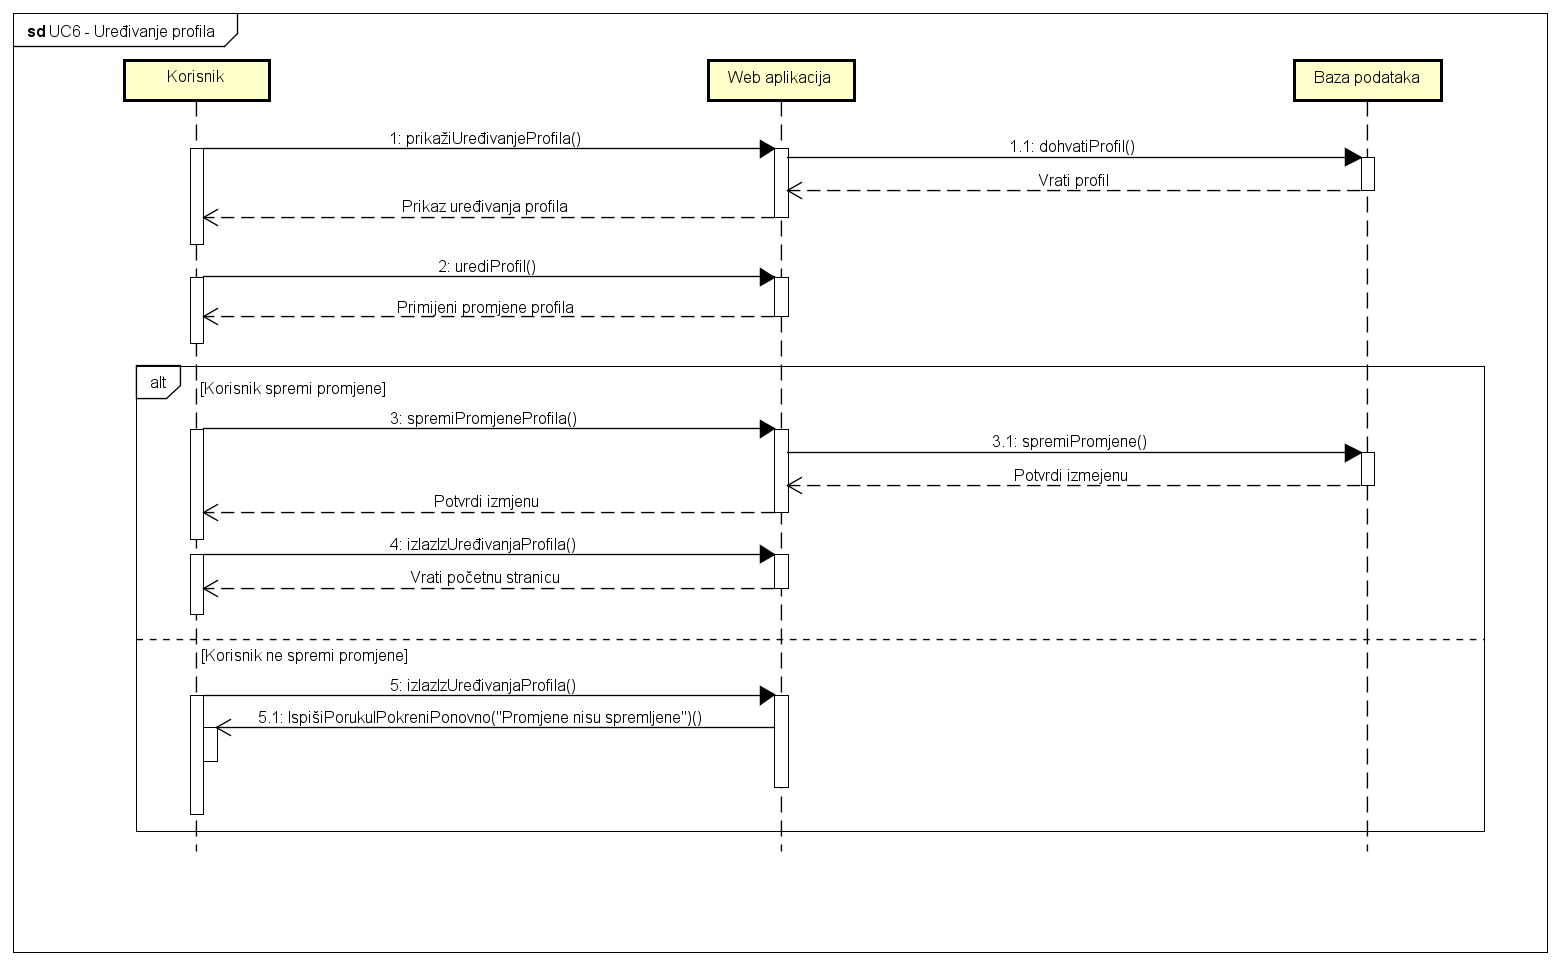 sd UC6 - Uređivanje profila
Korisnik
Web aplikacija
Baza podataka
1: prikažiUređivanjeProfila()
1.1: dohvatiProfil()
Vrati profil
Prikaz uređivanja profila
2: urediProfil()
Primijeni promjene profila
alt
[Korisnik spremi promjene]
3: spremiPromjeneProfila()
3.1: spremiPromjene()
Potvrdi izmejenu
Potvrdi izmjenu
4: izlazIzUređivanjaProfila()
Vrati početnu stranicu
[Korisnik ne spremi promjene]
5: izlazIzUređivanjaProfila()
5.1: IspišiPorukuIPokreniPonovno("Promjene nisu spremljene")()